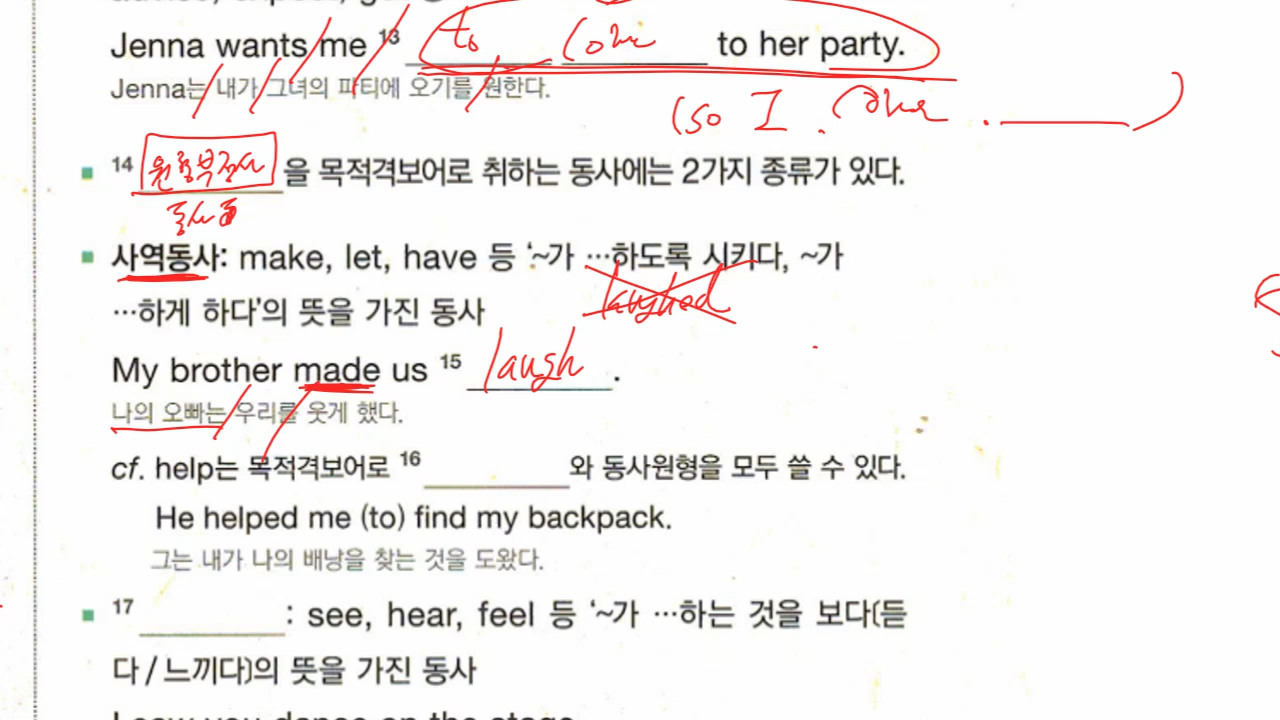 Jenna wants me 13 to come to her party.
Jenna는 내가 그녀의 파티에 오기를 원한다.
(so I come. )
14 원형부정사 을 목적격보어로 취하는 동사에는 2가지 종류가 있다.
사역동사: make, let, have 등 '~가 …하도록 시키다, ~가
laughed
…하게 하다'의 뜻을 가진 동사
My brother made us 15 laugh.
나의 오빠는 우리를 웃게 했다.
cf. help는 목적격보어로 16 와 동사원형을 모두 쓸 수 있다.
He helped me (to) find my backpack.
그는 내가 나의 배낭을 찾는 것을 도왔다.
17 : see, hear, feel 등 '~가 …하는 것을 보다(듣
다/느끼다)의 뜻을 가진 동사
I saw you dance on the stage.